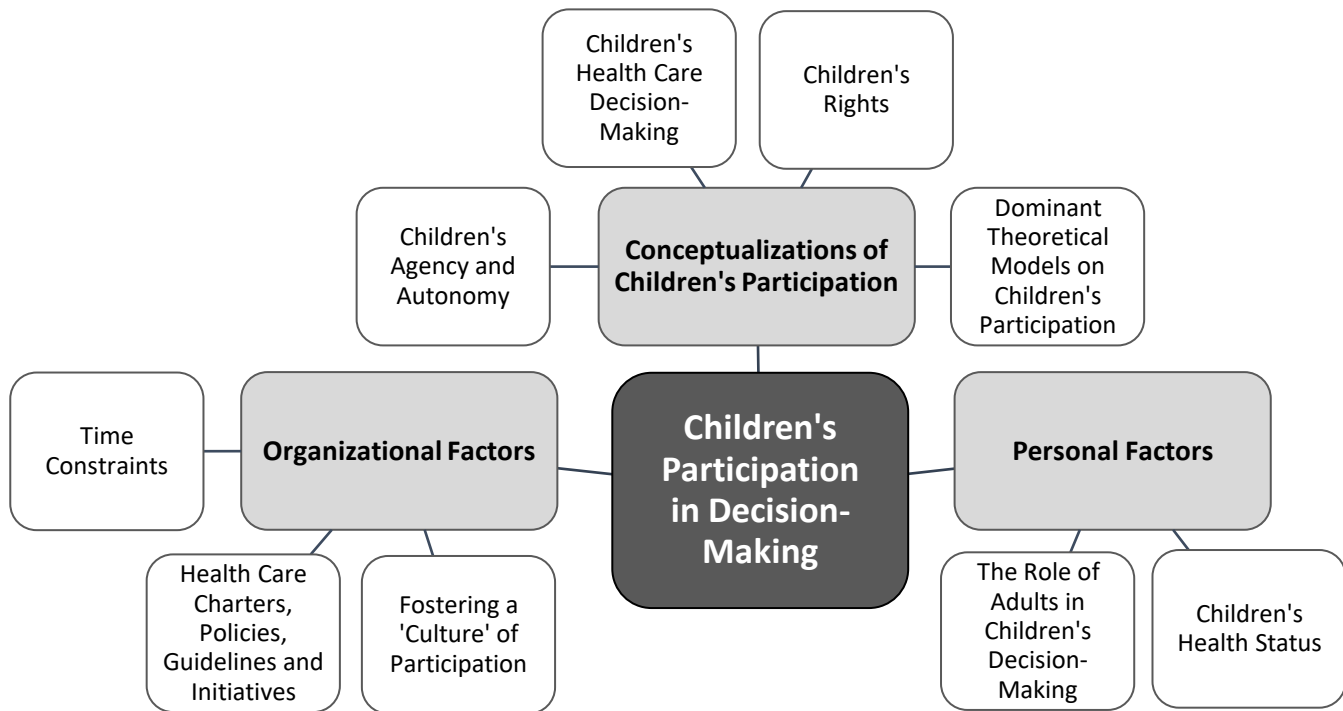 Children's
Health Care
Decision-
Making
Children's
Rights
Children's
Agency and
Autonomy
Conceptualizations of
Children's Participation
Dominant
Theoretical
Models on
Children's
Participation
Time
Constraints
Organizational Factors
Children's
Participation
in Decision-
Making
Personal Factors
Health Care
Charters,
Policies,
Guidelines and
Initiatives
Fostering a
'Culture' of
Participation
The Role of
Adults in
Children's
Decision-
Making
Children's
Health Status